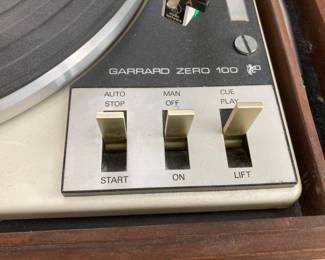 GARRARD ZERO 100
AUTO MAN CUE
STOP OFF PLAY
START ON LIFT